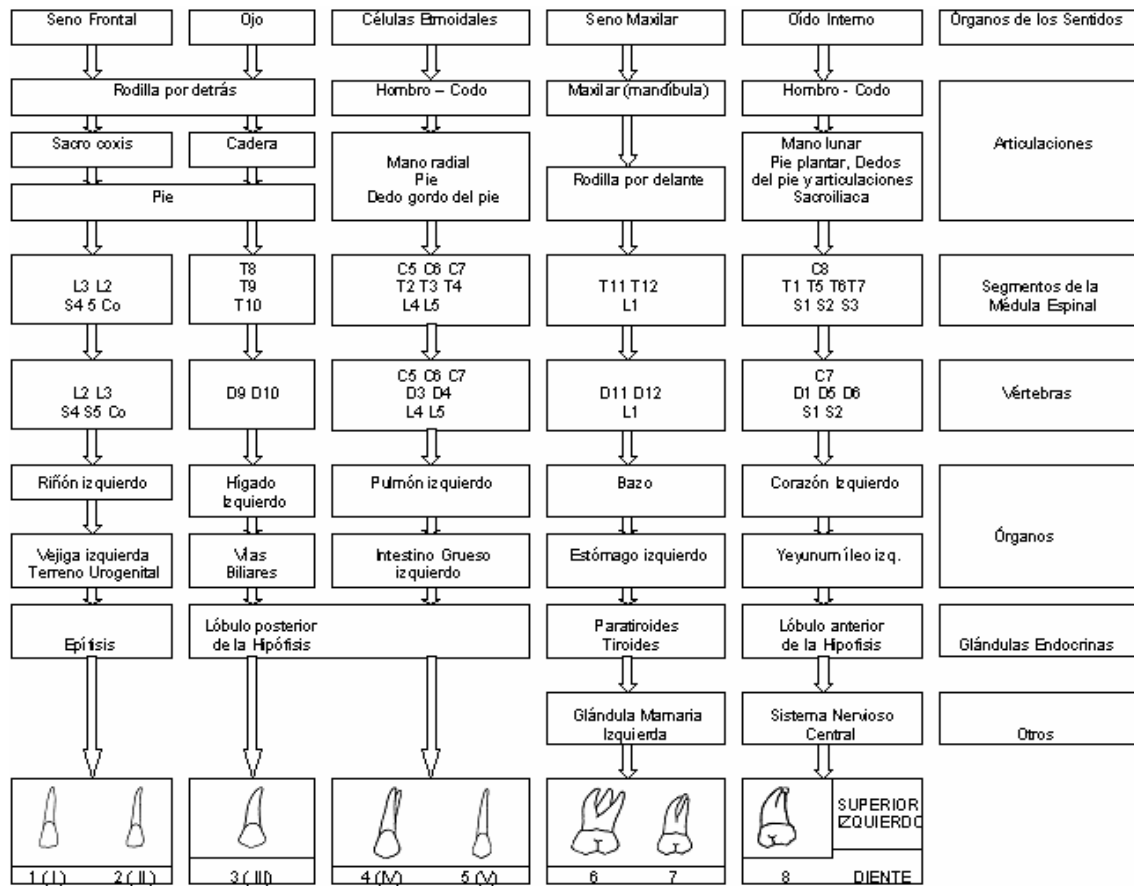 Seno Frontal
Ojo
Células Etmoidales
Seno Maxilar
Oído Interno
Órganos de los Sentidos
Rodilla por detrás
Hombro – Codo
Maxilar (mandíbula)
Hombro - Codo
Articulaciones
Sacro coxis
Cadera
Mano radial
Pie
Dedo gordo del pie
Rodilla por delante
Mano lunar
Pie plantar, Dedos
del pie y articulaciones
Sacroiliaca
Pie
L3 L2
S4 5 Co
T8
T9
T10
C5 C6 C7
T2 T3 T4
L4 L5
T11 T12
L1
C8
T1 T5 T6T7
S1 S2 S3
Segmentos de la
Médula Espinal
L2 L3
S4 S5 Co
D9 D10
C5 C6 C7
D3 D4
L4 L5
D11 D12
L1
C7
D1 D5 D6
S1 S2
Vértebras
Riñón izquierdo
Hígado
Izquierdo
Pulmón izquierdo
Bazo
Corazón Izquierdo
Órganos
Vejiga izquierda
Terreno Urogenital
Vías
Biliares
Intestino Grueso
izquierdo
Estómago izquierdo
Yeyunum íleo izq.
Epífisis
Lóbulo posterior
de la Hipófisis
Paratiroides
Tiroides
Lóbulo anterior
de la Hipofisis
Glándulas Endocrinas
Glándula Mamaria
Izquierda
Sistema Nervioso
Central
Otros
SUPERIOR
IZQUIERDO
1 ( I )
2 ( II )
3 ( III)
4 (IV)
5 (V)
6
7
8
DIENTE